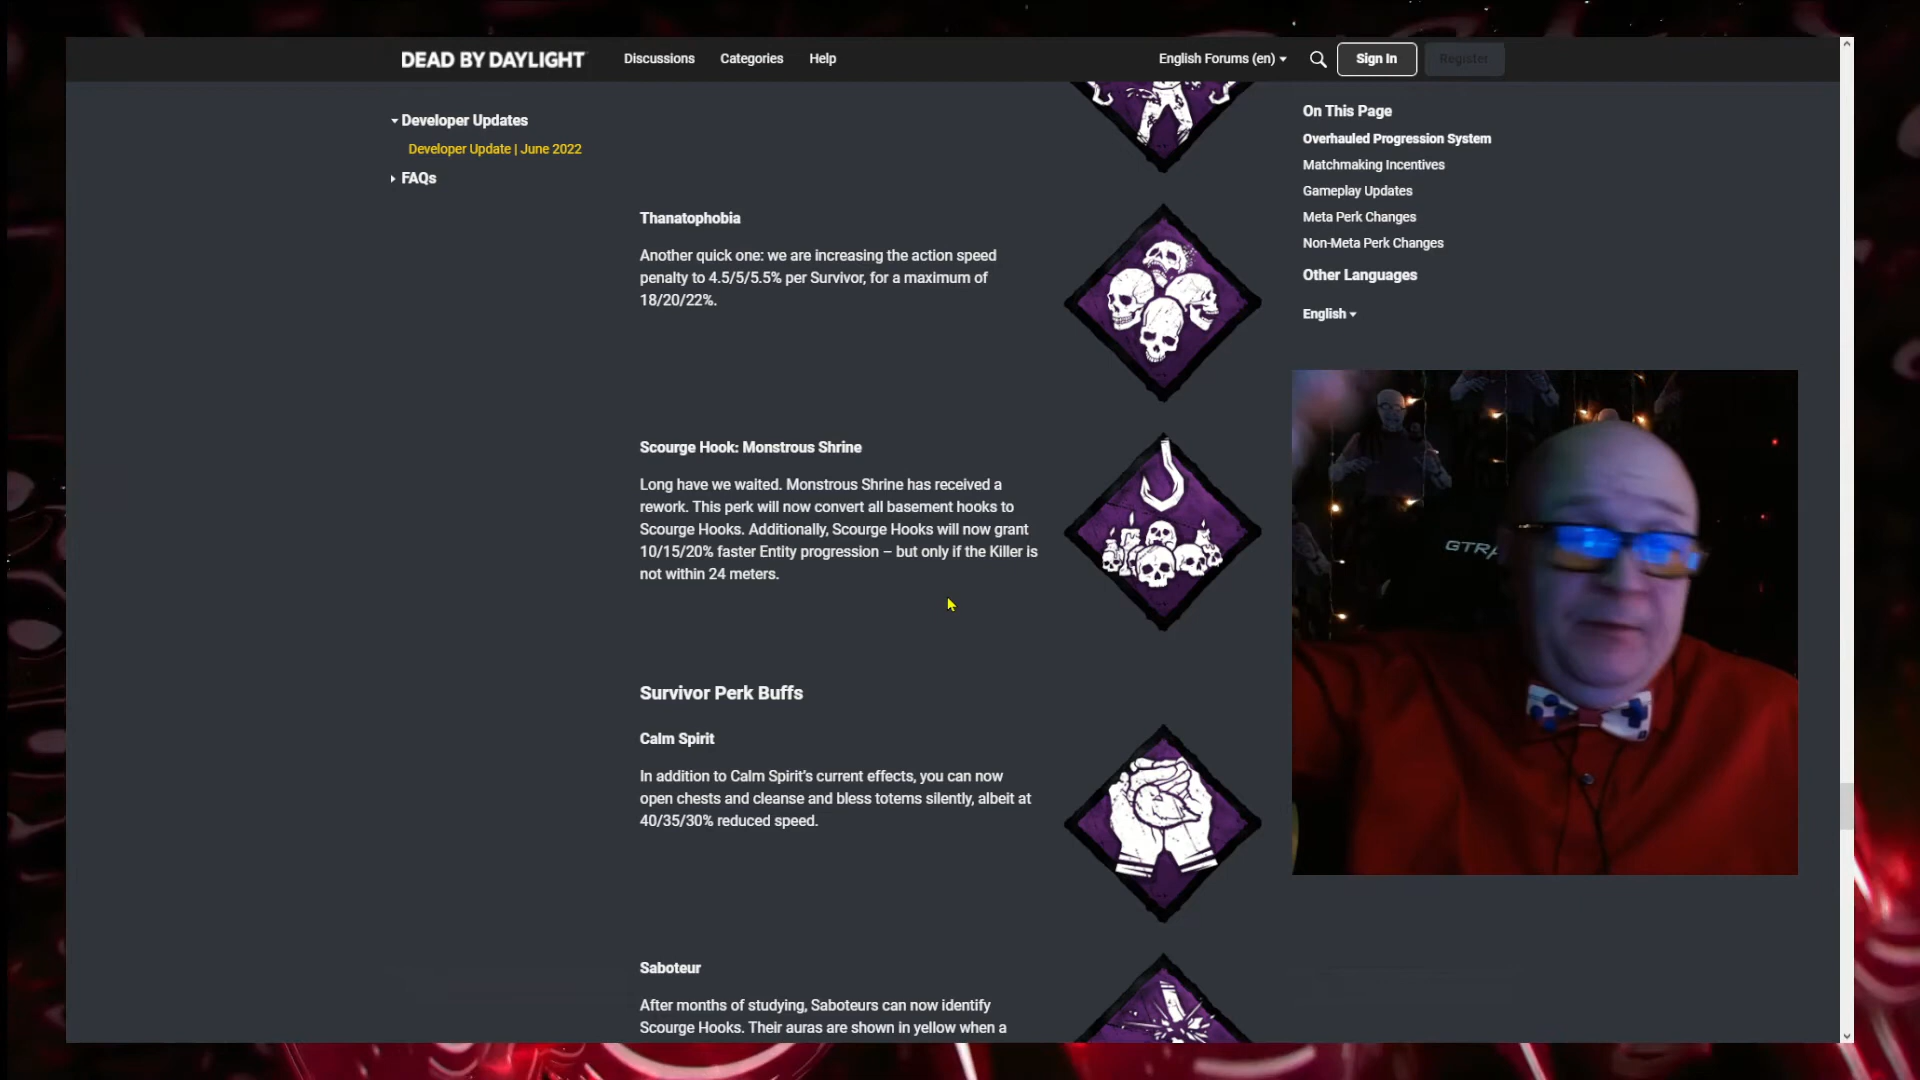 DEAD BY DAYLIGHT
Discussions
Categories
Help
English Forums (en)
Sign In
Register
Developer Updates
Developer Update | June 2022
FAQs
Thanatophobia
Another quick one: we are increasing the action speed
penalty to 4.5/5/5.5% per Survivor, for a maximum of
18/20/22%.
Scourge Hook: Monstrous Shrine
Long have we waited. Monstrous Shrine has received a
rework. This perk will now convert all basement hooks to
Scourge Hooks. Additionally, Scourge Hooks will now grant
10/15/20% faster Entity progression – but only if the Killer is
not within 24 meters.
Survivor Perk Buffs
Calm Spirit
In addition to Calm Spirit's current effects, you can now
open chests and cleanse and bless totems silently, albeit at
40/35/30% reduced speed.
Saboteur
After months of studying, Saboteurs can now identify
Scourge Hooks. Their auras are shown in yellow when a
On This Page
Overhauled Progression System
Matchmaking Incentives
Gameplay Updates
Meta Perk Changes
Non-Meta Perk Changes
Other Languages
English